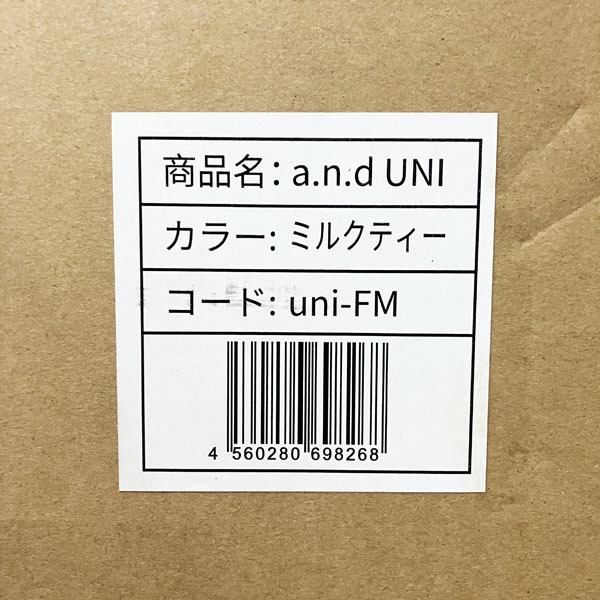 商品名：a.n.d UNI
カラー：ミルクティー
コード：uni-FM
4 560280 698268